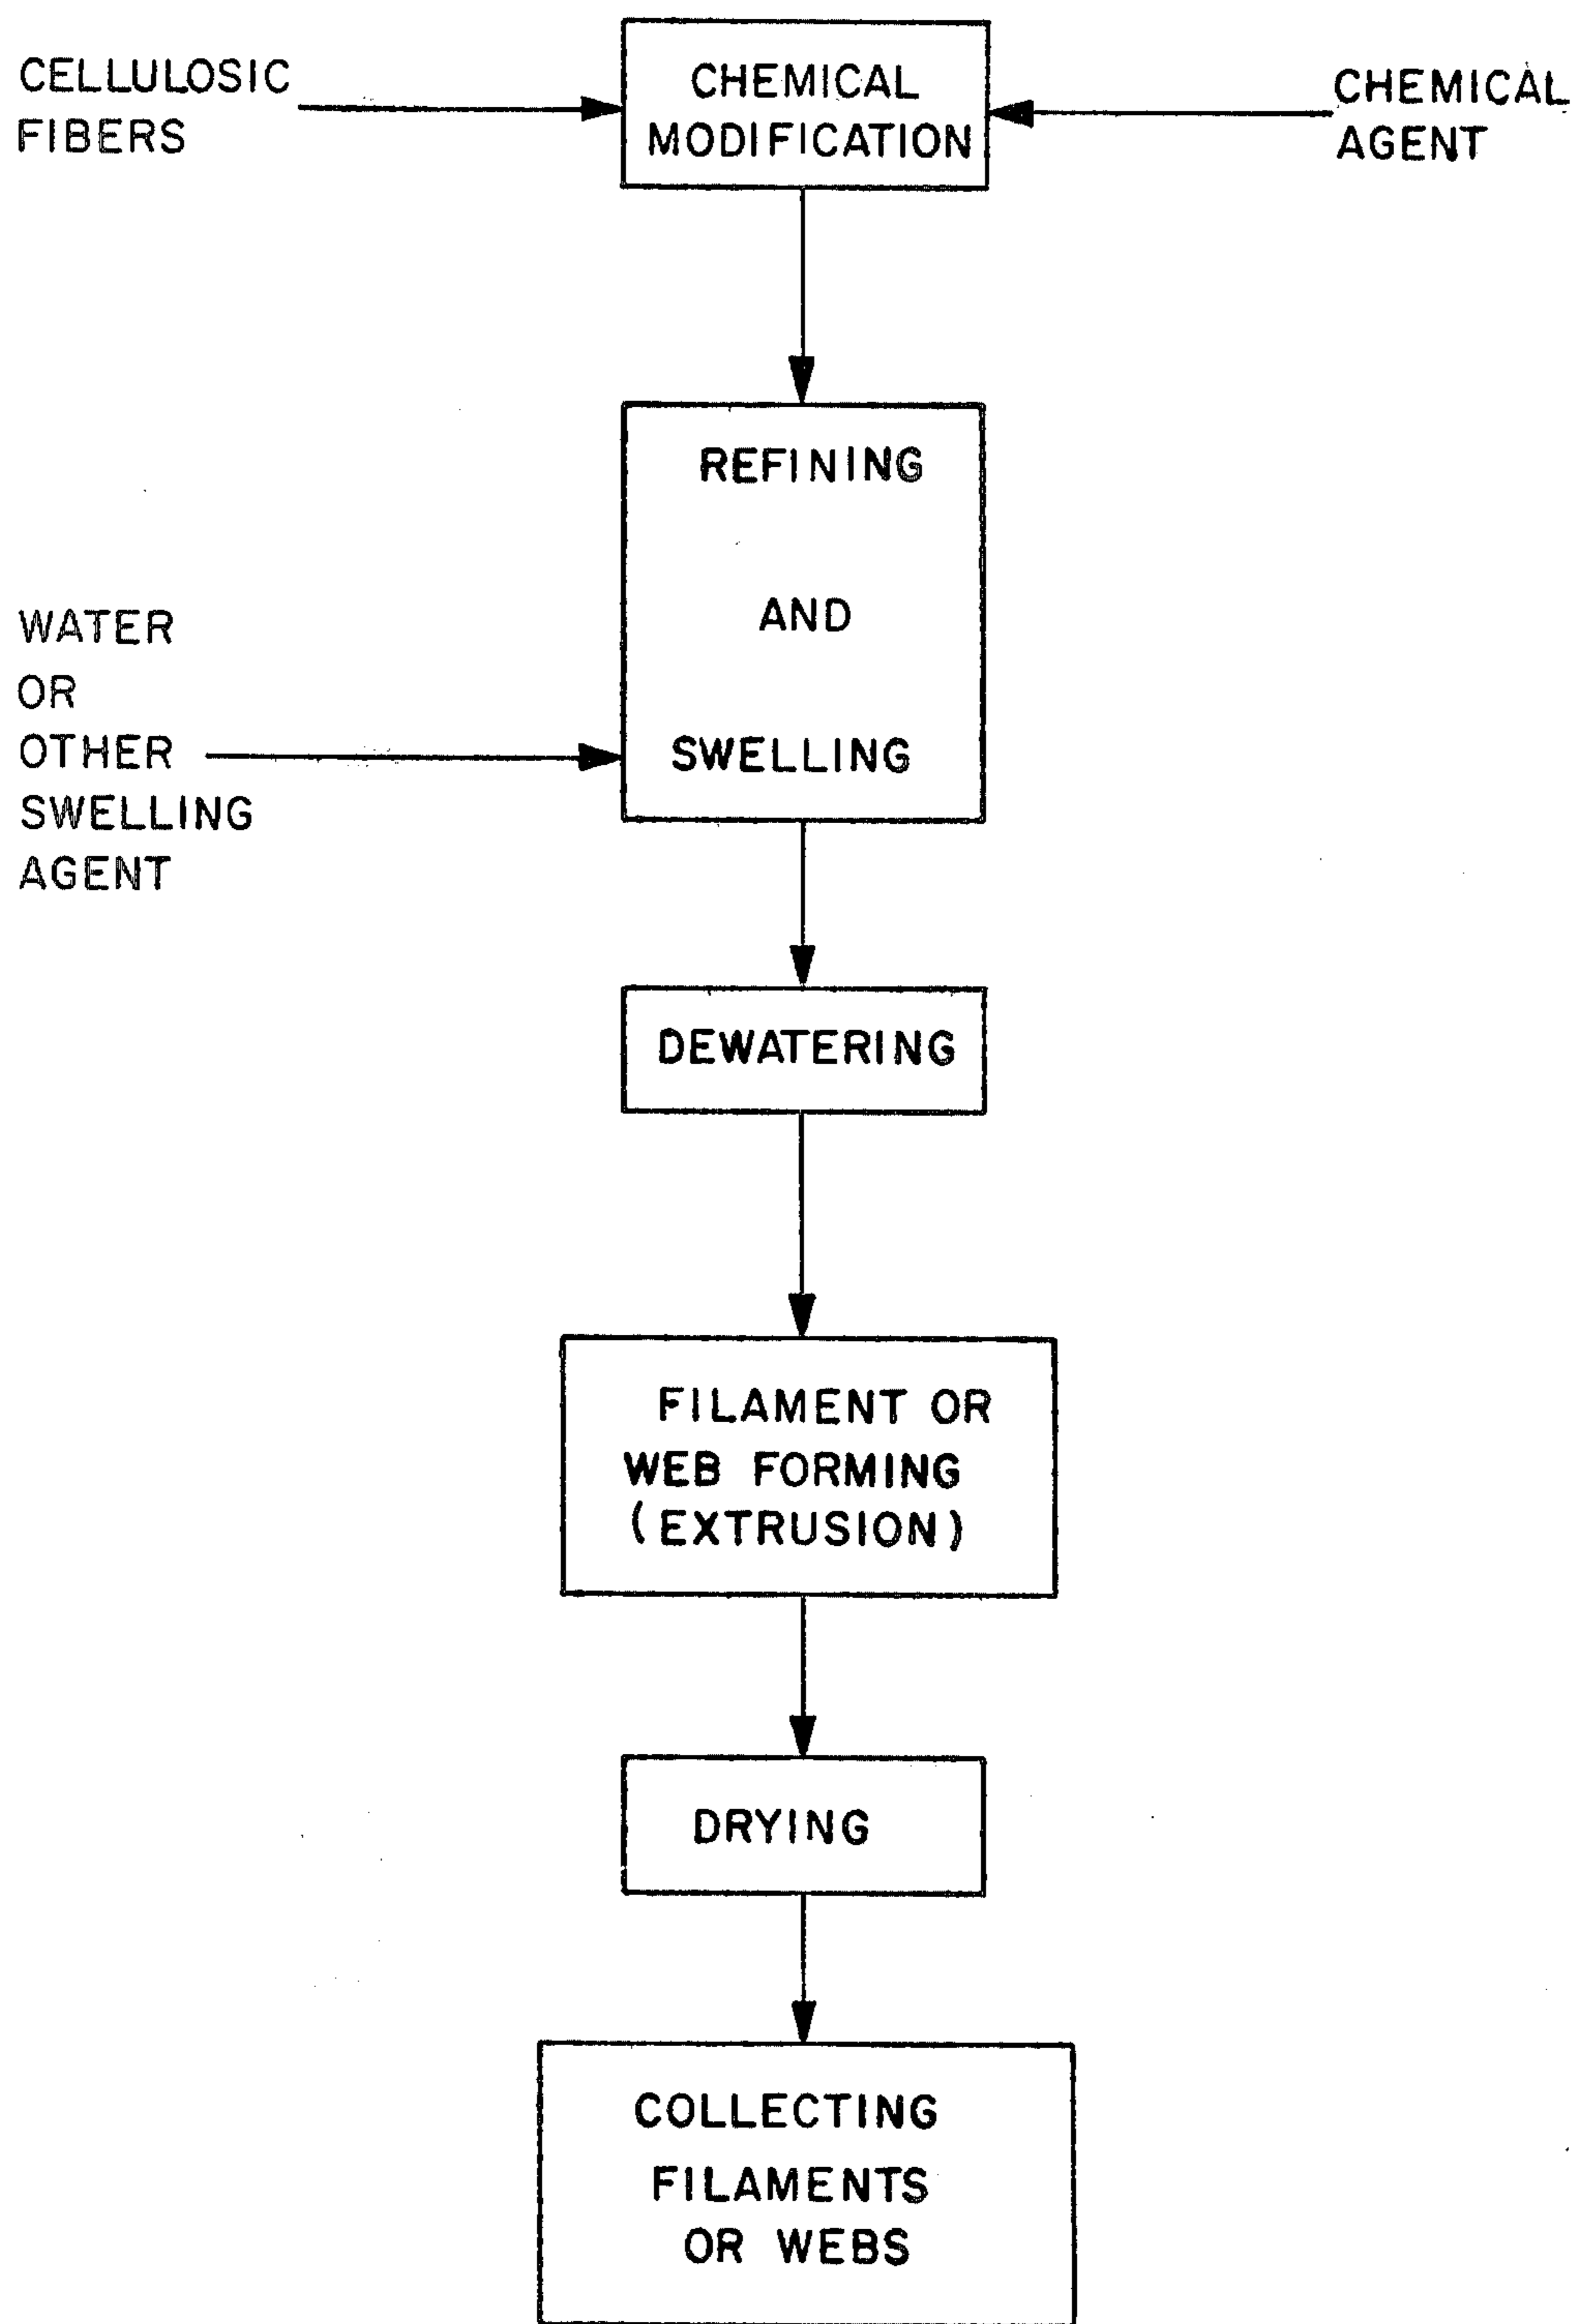 CELLULOSIC
FIBERS
CHEMICAL
MODIFICATION
CHEMICAL
AGENT
REFINING
AND
SWELLING
WATER
OR
OTHER
SWELLING
AGENT
DEWATERING
FILAMENT OR
WEB FORMING
(EXTRUSION)
DRYING
COLLECTING
FILAMENTS
OR WEBS